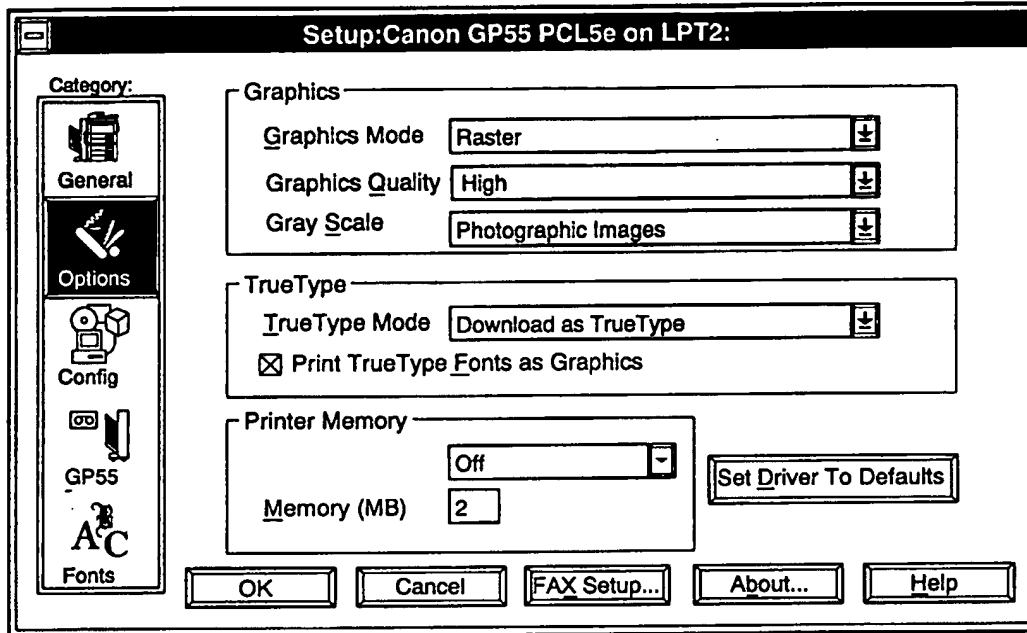 Setup:Canon GP55 PCL5e on LPT2:
Category:
General
Options
Config
GP55
Fonts
Graphics
Graphics Mode Raster
Graphics Quality High
Gray Scale Photographic Images
TrueType
TrueType Mode Download as TrueType
Print TrueType Fonts as Graphics
Printer Memory
Off
Memory (MB) 2
Set Driver To Defaults
OK Cancel FAX Setup... About... Help